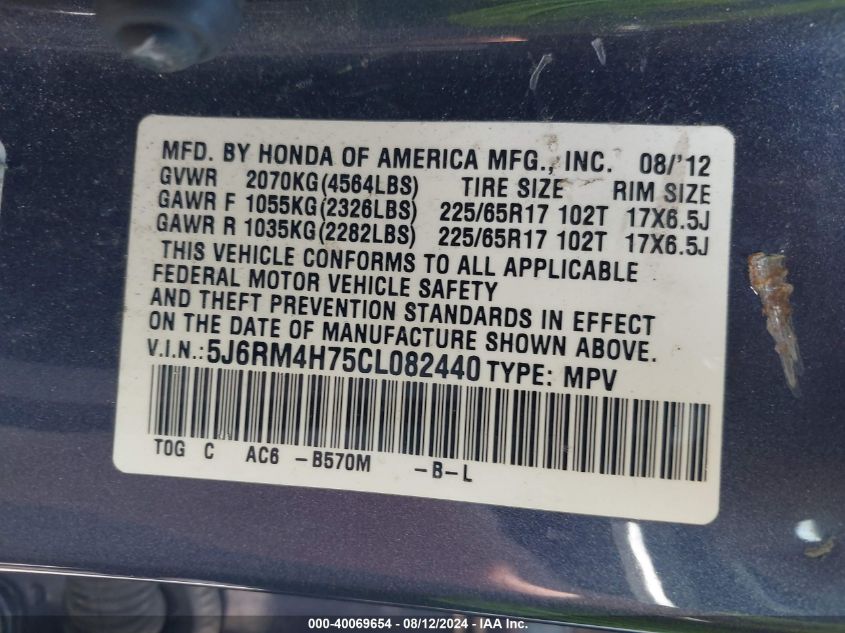 MFD. BY HONDA OF AMERICA MFG., INC. 08/'12
GVWR 2070KG(4564LBS) TIRE SIZE RIM SIZE
GAWR F 1055KG(2326LBS) 225/65R17 102T 17X6.5J
GAWR R 1035KG(2282LBS) 225/65R17 102T 17X6.5J
THIS VEHICLE CONFORMS TO ALL APPLICABLE
FEDERAL MOTOR VEHICLE SAFETY
AND THEFT PREVENTION STANDARDS IN EFFECT
ON THE DATE OF MANUFACTURE SHOWN ABOVE.
V.I.N.: 5J6RM4H75CL082440 TYPE: MPV
TOG C AC6 -B570M -B-L
000-40069654 - 08/12/2024 - IAA Inc.